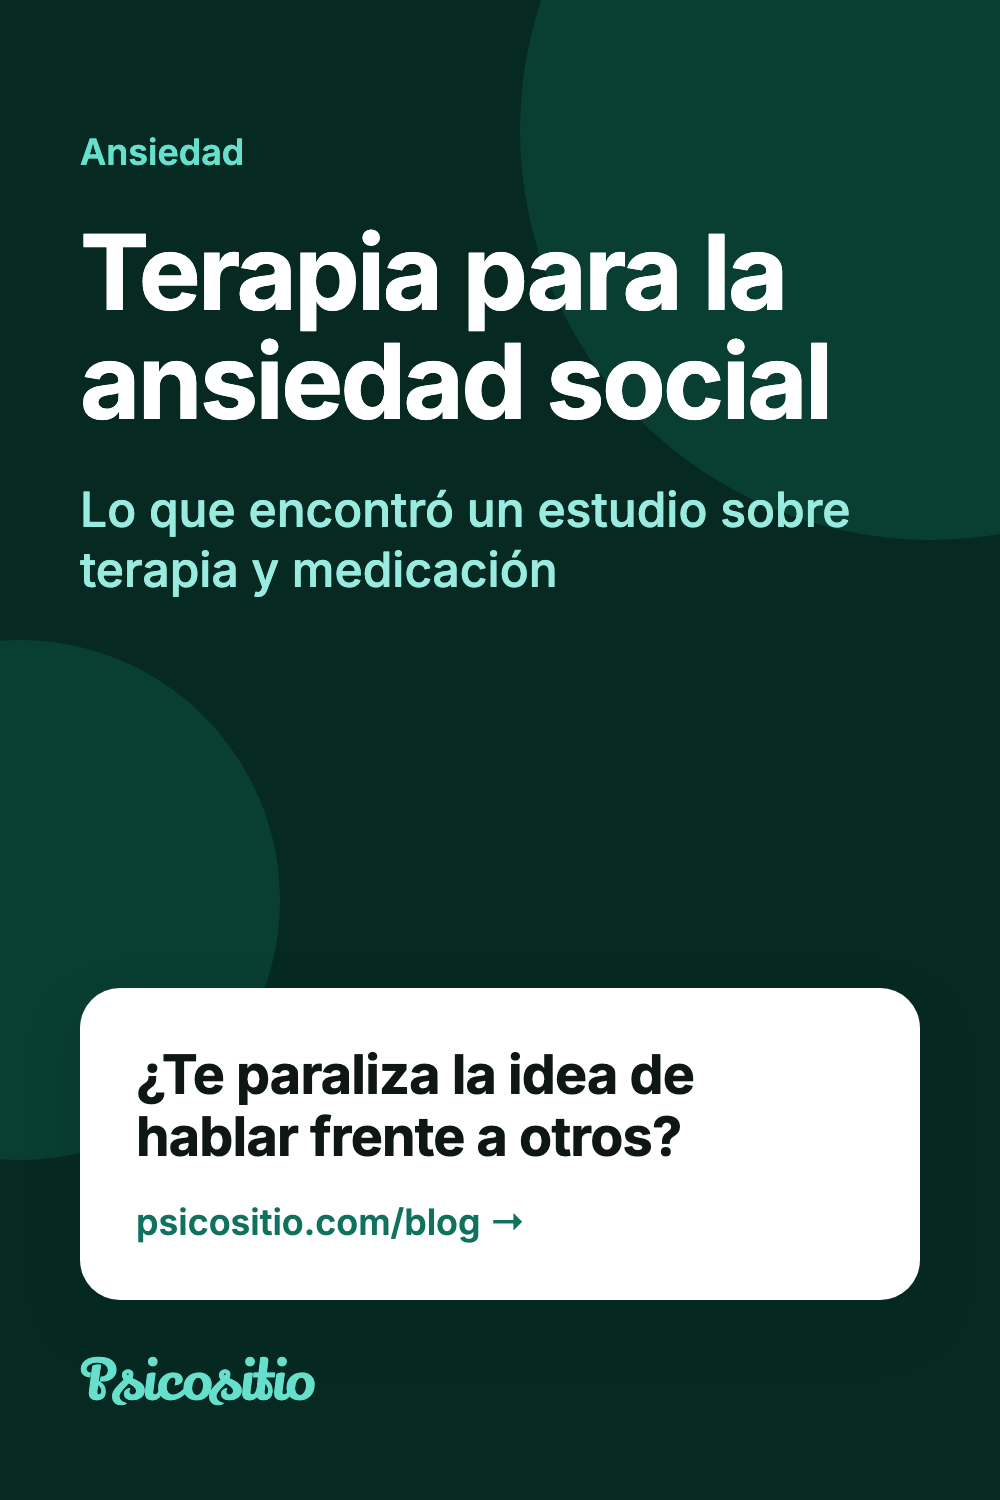 Ansiedad
Terapia para la
ansiedad social
Lo que encontró un estudio sobre
terapia y medicación
¿Te paraliza la idea de
hablar frente a otros?
psicositio.com/blog →
Psicositio